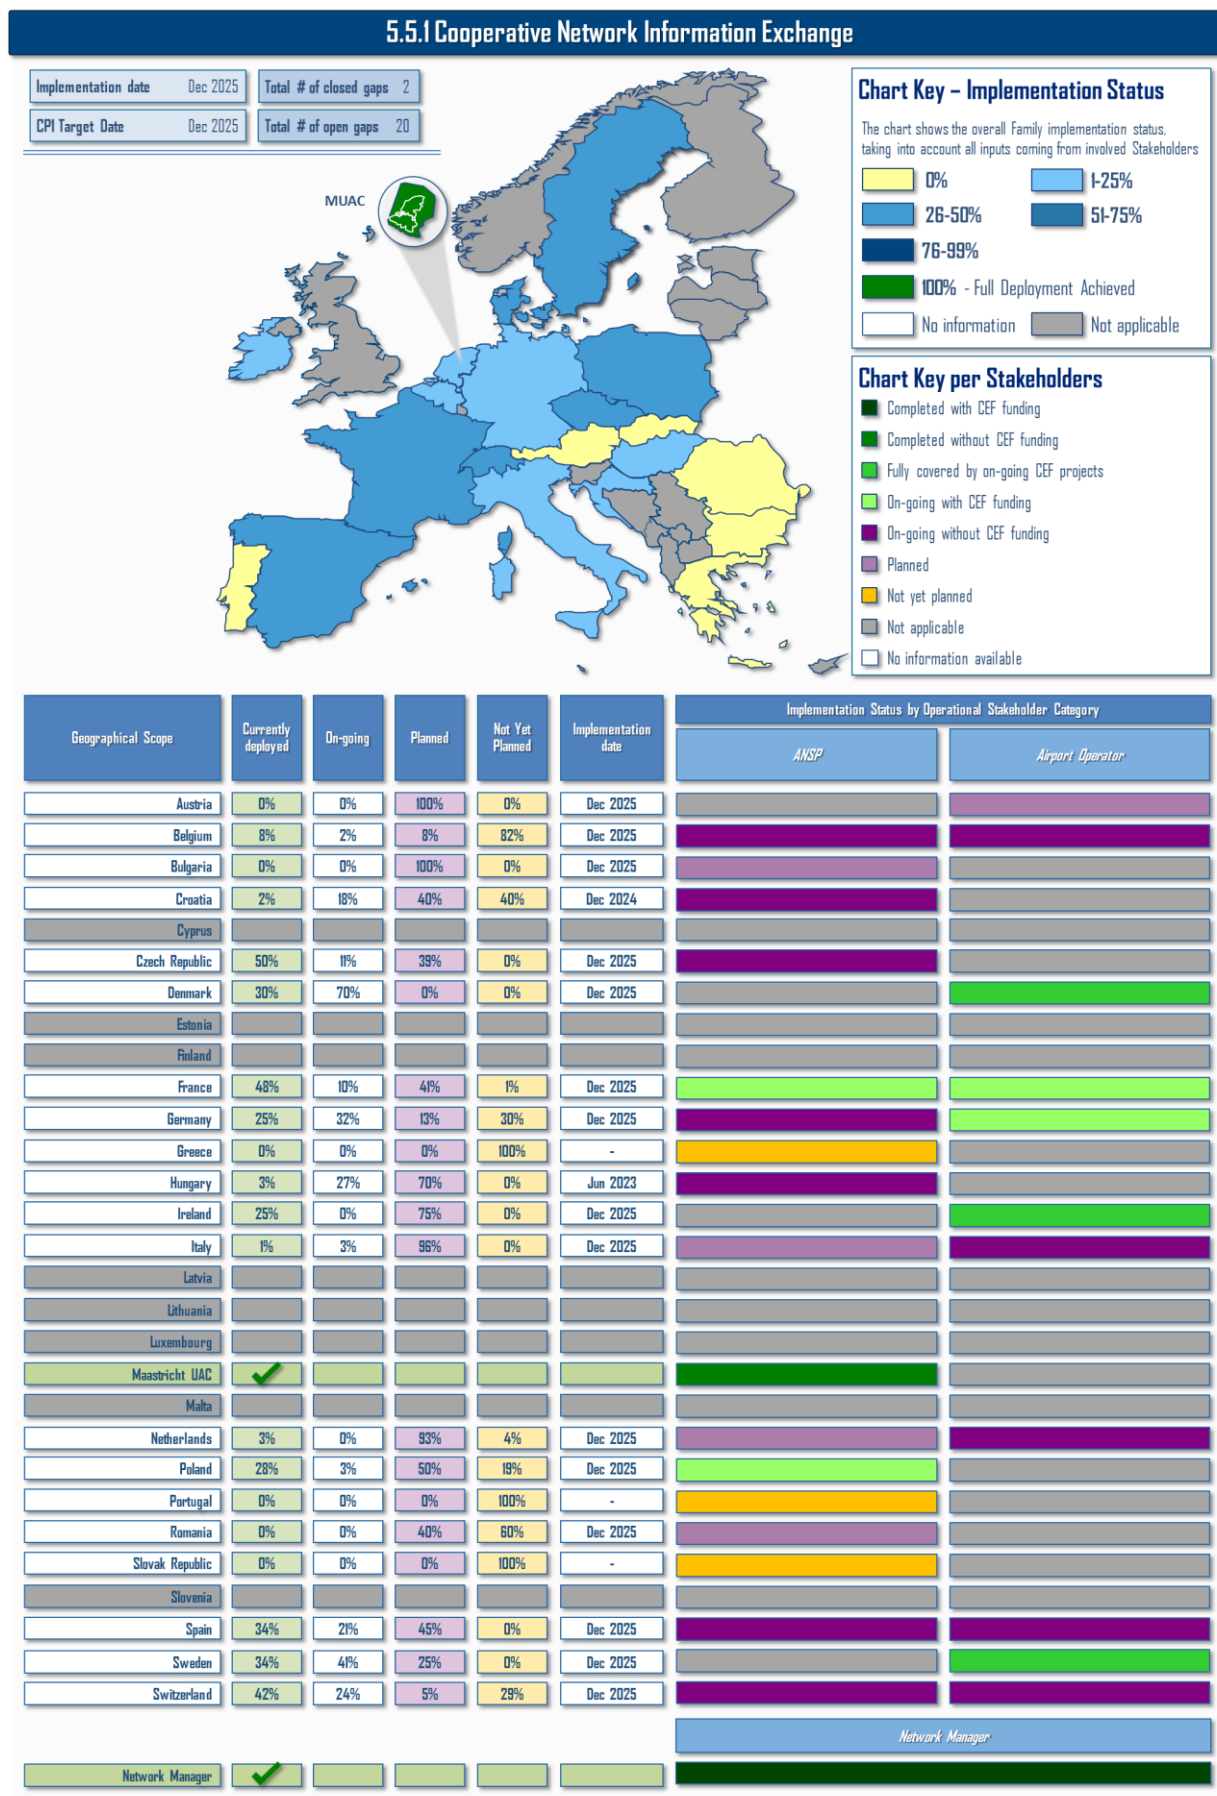 5.5.1 Cooperative Network Information Exchange
Implementation date Dec 2025 Total # of closed gaps 2
CP1 Target Date Dec 2025 Total # of open gaps 20
MUAC
Chart Key – Implementation Status
The chart shows the overall Family implementation status,
taking into account all inputs coming from involved Stakeholders
0% 1-25%
26-50% 51-75%
76-99%
100% - Full Deployment Achieved
No information Not applicable
Chart Key per Stakeholders
Completed with CEF funding
Completed without CEF funding
Fully covered by on-going CEF projects
On-going with CEF funding
On-going without CEF funding
Planned
Not yet planned
Not applicable
No information available
Geographical Scope Currently deployed On-going Planned Not Yet Planned Implementation date Implementation Status by Operational Stakeholder Category
ANSP Airport Operator
Austria 0% 0% 100% 0% Dec 2025
Belgium 8% 2% 8% 82% Dec 2025
Bulgaria 0% 0% 100% 0% Dec 2025
Croatia 2% 18% 40% 40% Dec 2024
Cyprus
Czech Republic 50% 11% 39% 0% Dec 2025
Denmark 30% 70% 0% 0% Dec 2025
Estonia
Finland
France 48% 10% 41% 1% Dec 2025
Germany 25% 32% 13% 30% Dec 2025
Greece 0% 0% 0% 100% -
Hungary 3% 27% 70% 0% Jun 2023
Ireland 25% 0% 75% 0% Dec 2025
Italy 1% 3% 96% 0% Dec 2025
Latvia
Lithuania
Luxembourg
Maastricht UAC
Malta
Netherlands 3% 0% 93% 4% Dec 2025
Poland 28% 3% 50% 19% Dec 2025
Portugal 0% 0% 0% 100% -
Romania 0% 0% 40% 60% Dec 2025
Slovak Republic 0% 0% 0% 100% -
Slovenia
Spain 34% 21% 45% 0% Dec 2025
Sweden 34% 41% 25% 0% Dec 2025
Switzerland 42% 24% 5% 29% Dec 2025
Network Manager
Network Manager